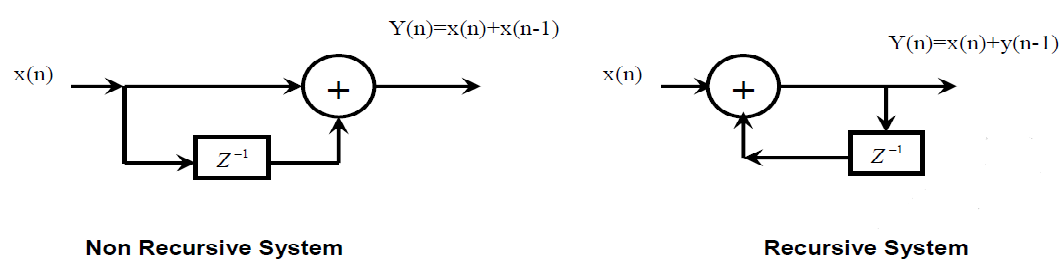 Y(n)=x(n)+x(n-1)
x(n)
+
Z⁻¹
Non Recursive System
Y(n)=x(n)+y(n-1)
x(n)
+
Z⁻¹
Recursive System